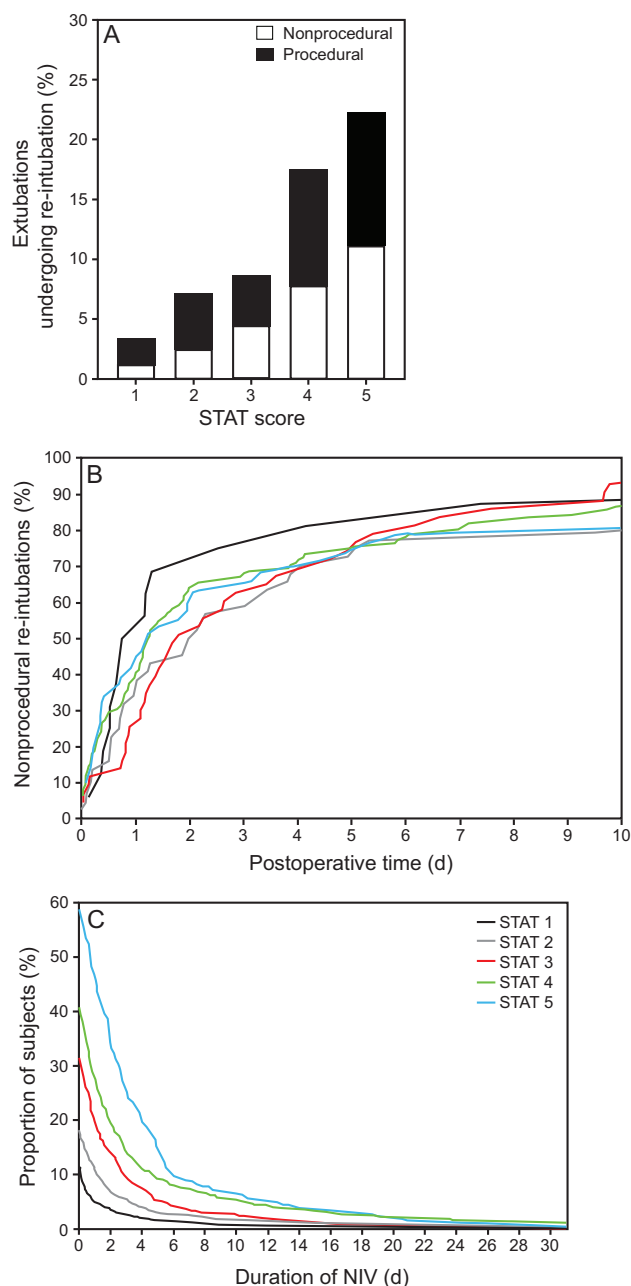 A
Nonprocedural
Procedural
Extubations
undergoing re-intubation (%)
30
25
20
15
10
5
0
1 2 3 4 5
STAT score
B
Nonprocedural re-intubations (%)
100
90
80
70
60
50
40
30
20
10
0
0 1 2 3 4 5 6 7 8 9 10
Postoperative time (d)
C
STAT 1
STAT 2
STAT 3
STAT 4
STAT 5
Proportion of subjects (%)
60
50
40
30
20
10
0
0 2 4 6 8 10 12 14 16 18 20 22 24 26 28 30
Duration of NIV (d)